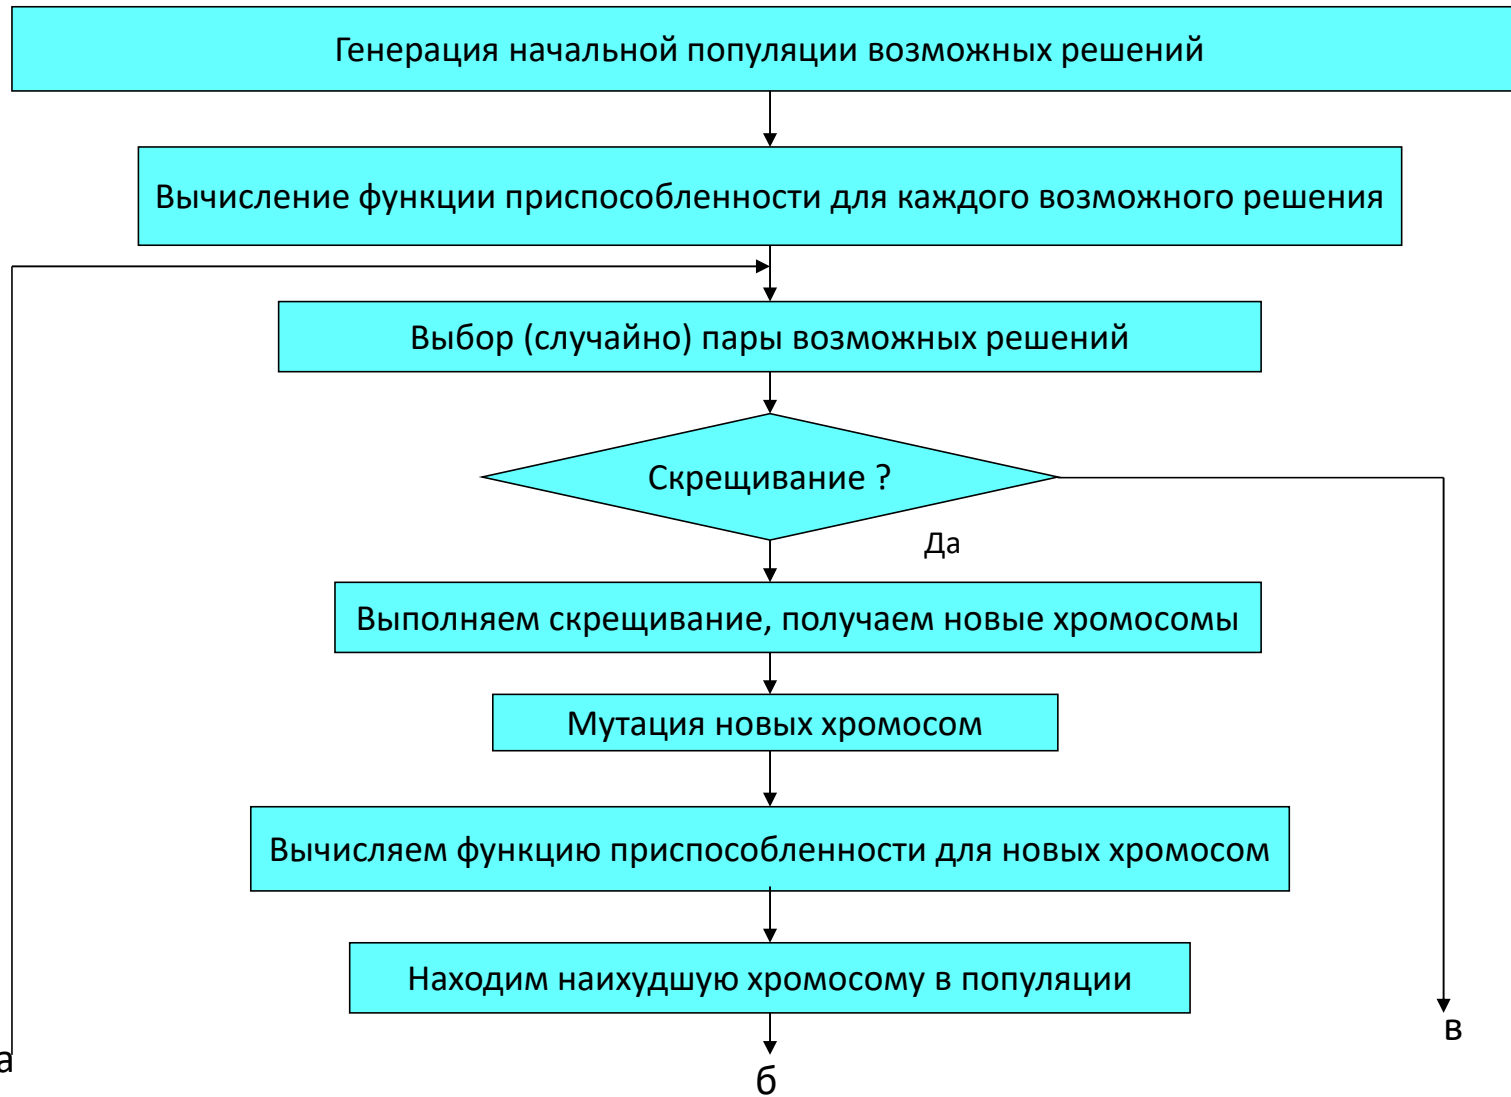 Генерация начальной популяции возможных решений
Вычисление функции приспособленности для каждого возможного решения
Выбор (случайно) пары возможных решений
Скрещивание ?
Да
Выполняем скрещивание, получаем новые хромосомы
Мутация новых хромосом
Вычисляем функцию приспособленности для новых хромосом
Находим наихудшую хромосому в популяции
в
а
б